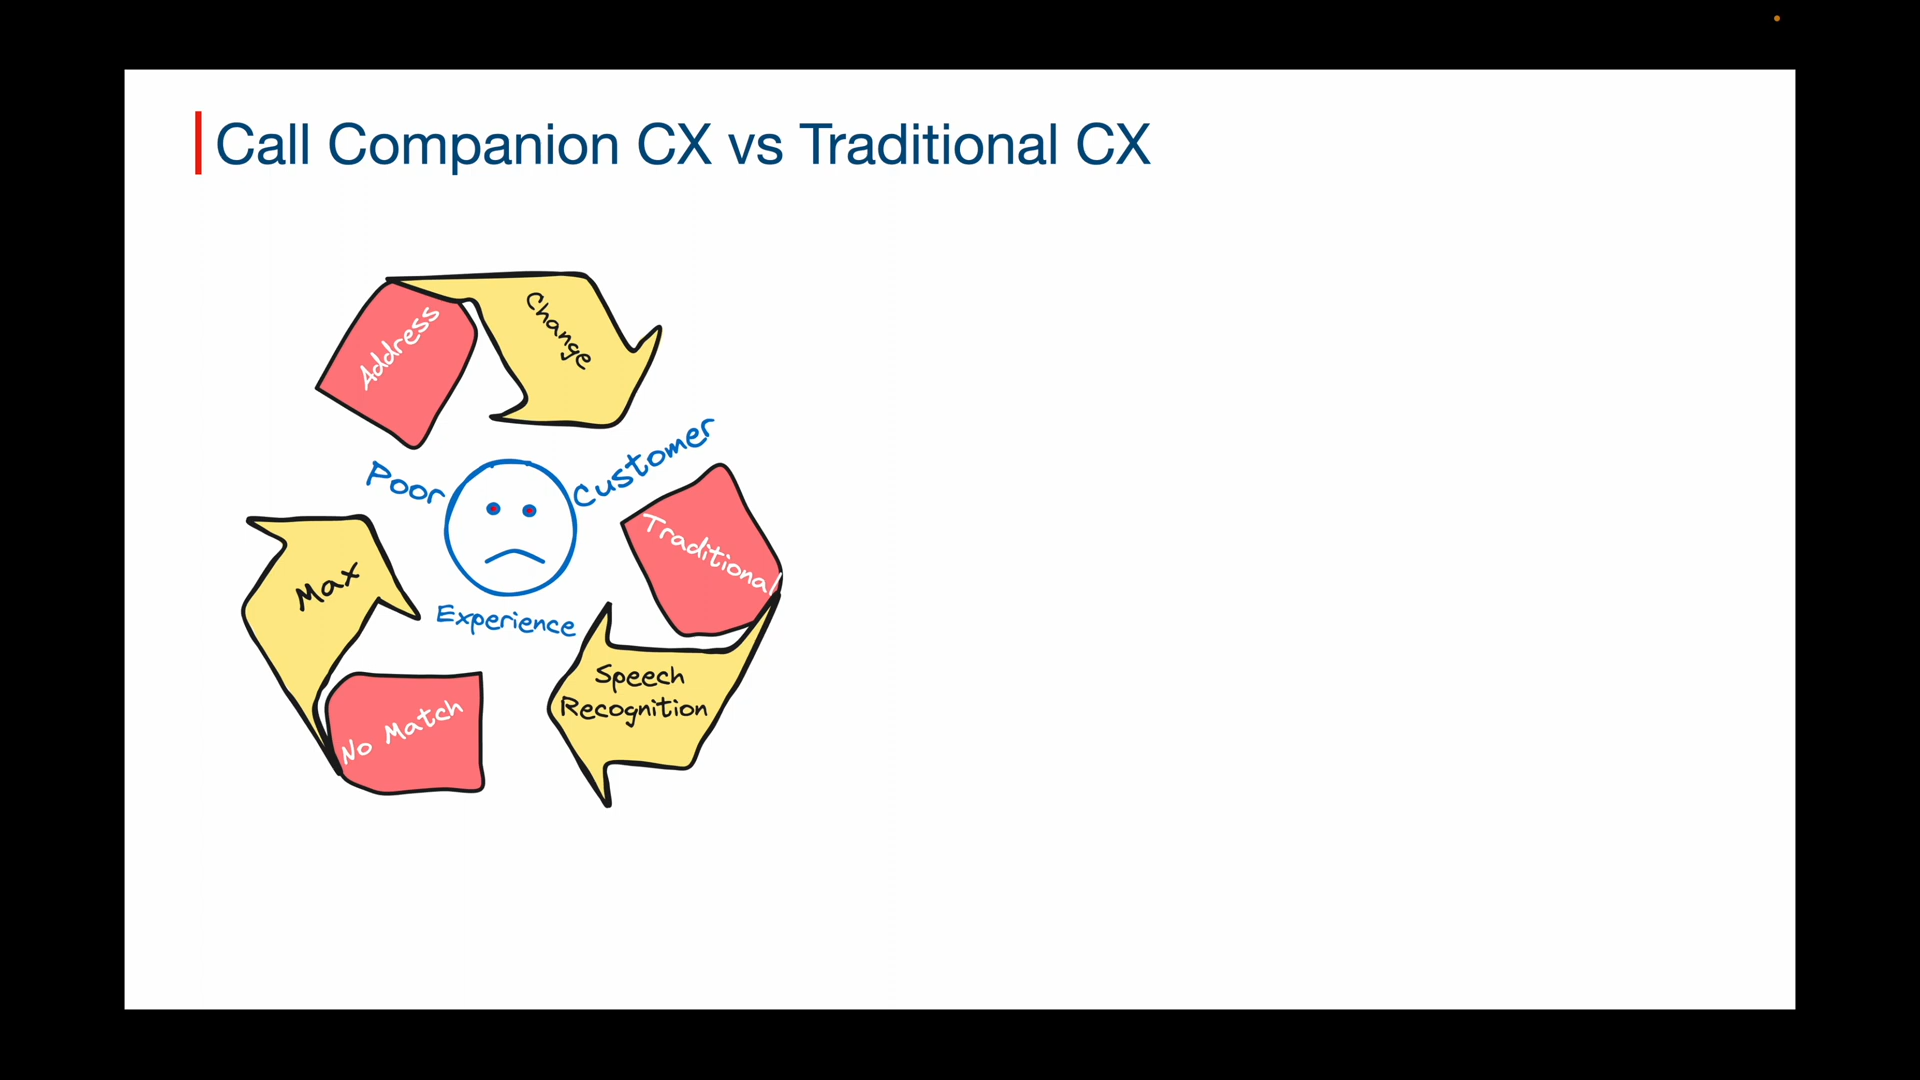 Call Companion CX vs Traditional CX
Address
Change
Poor
Customer
Experience
Traditional
Speech
Recognition
No Match
Max